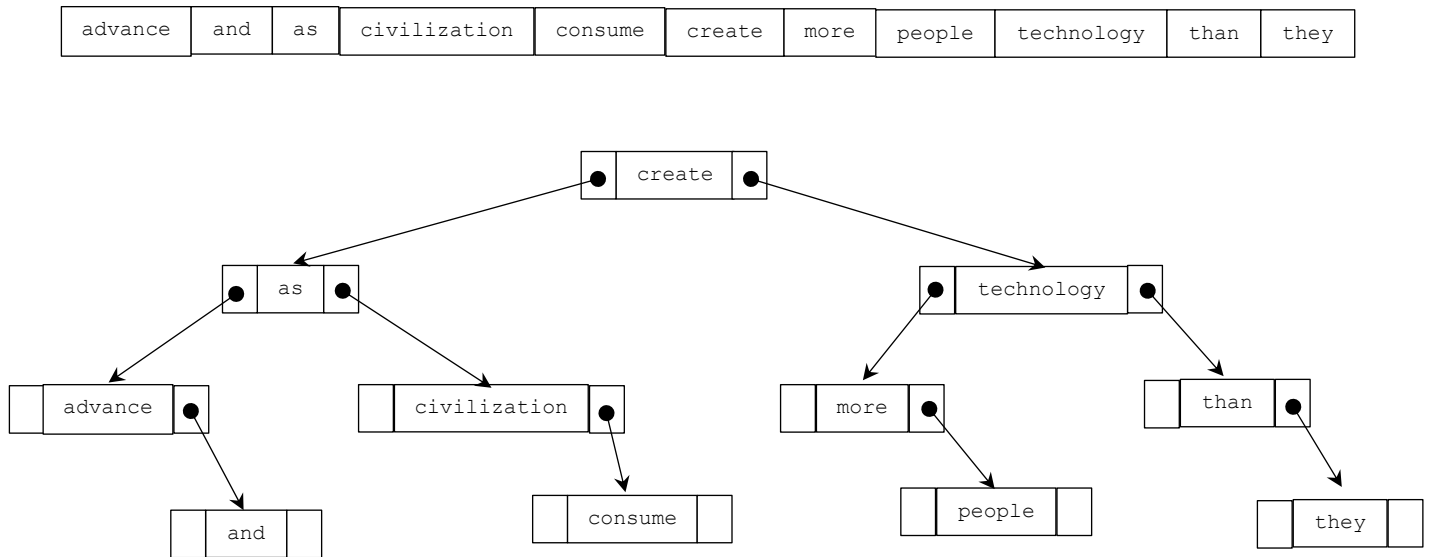 advance and as civilization consume create more people technology than they
create
as technology
advance civilization more than
and consume people they